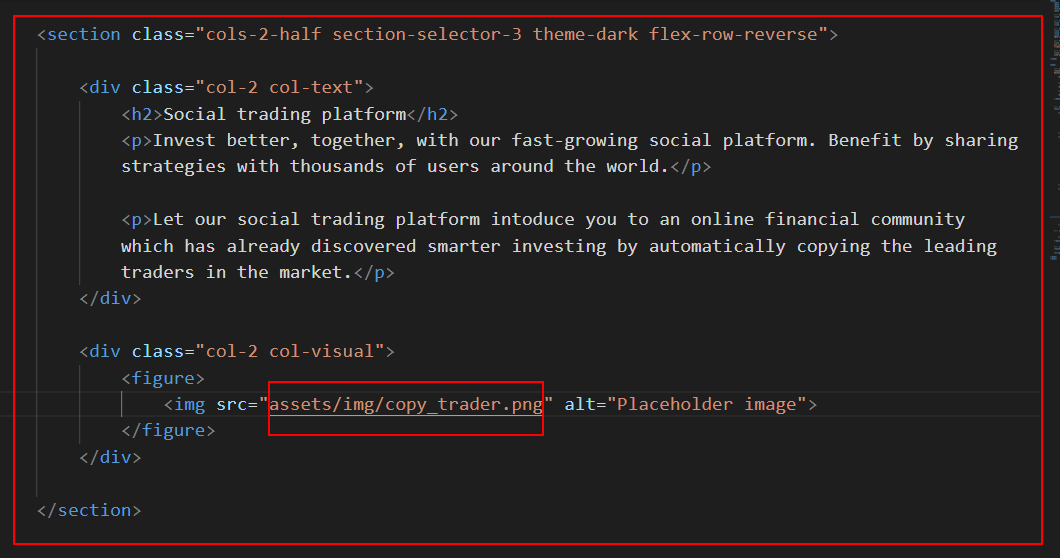 <section class="cols-2-half section-selector-3 theme-dark flex-row-reverse">
<div class="col-2 col-text">
<h2>Social trading platform</h2>
<p>Invest better, together, with our fast-growing social platform. Benefit by sharing
strategies with thousands of users around the world.</p>
<p>Let our social trading platform intoduce you to an online financial community
which has already discovered smarter investing by automatically copying the leading
traders in the market.</p>
</div>
<div class="col-2 col-visual">
<figure>
<img src="assets/img/copy_trader.png" alt="Placeholder image">
</figure>
</div>
</section>